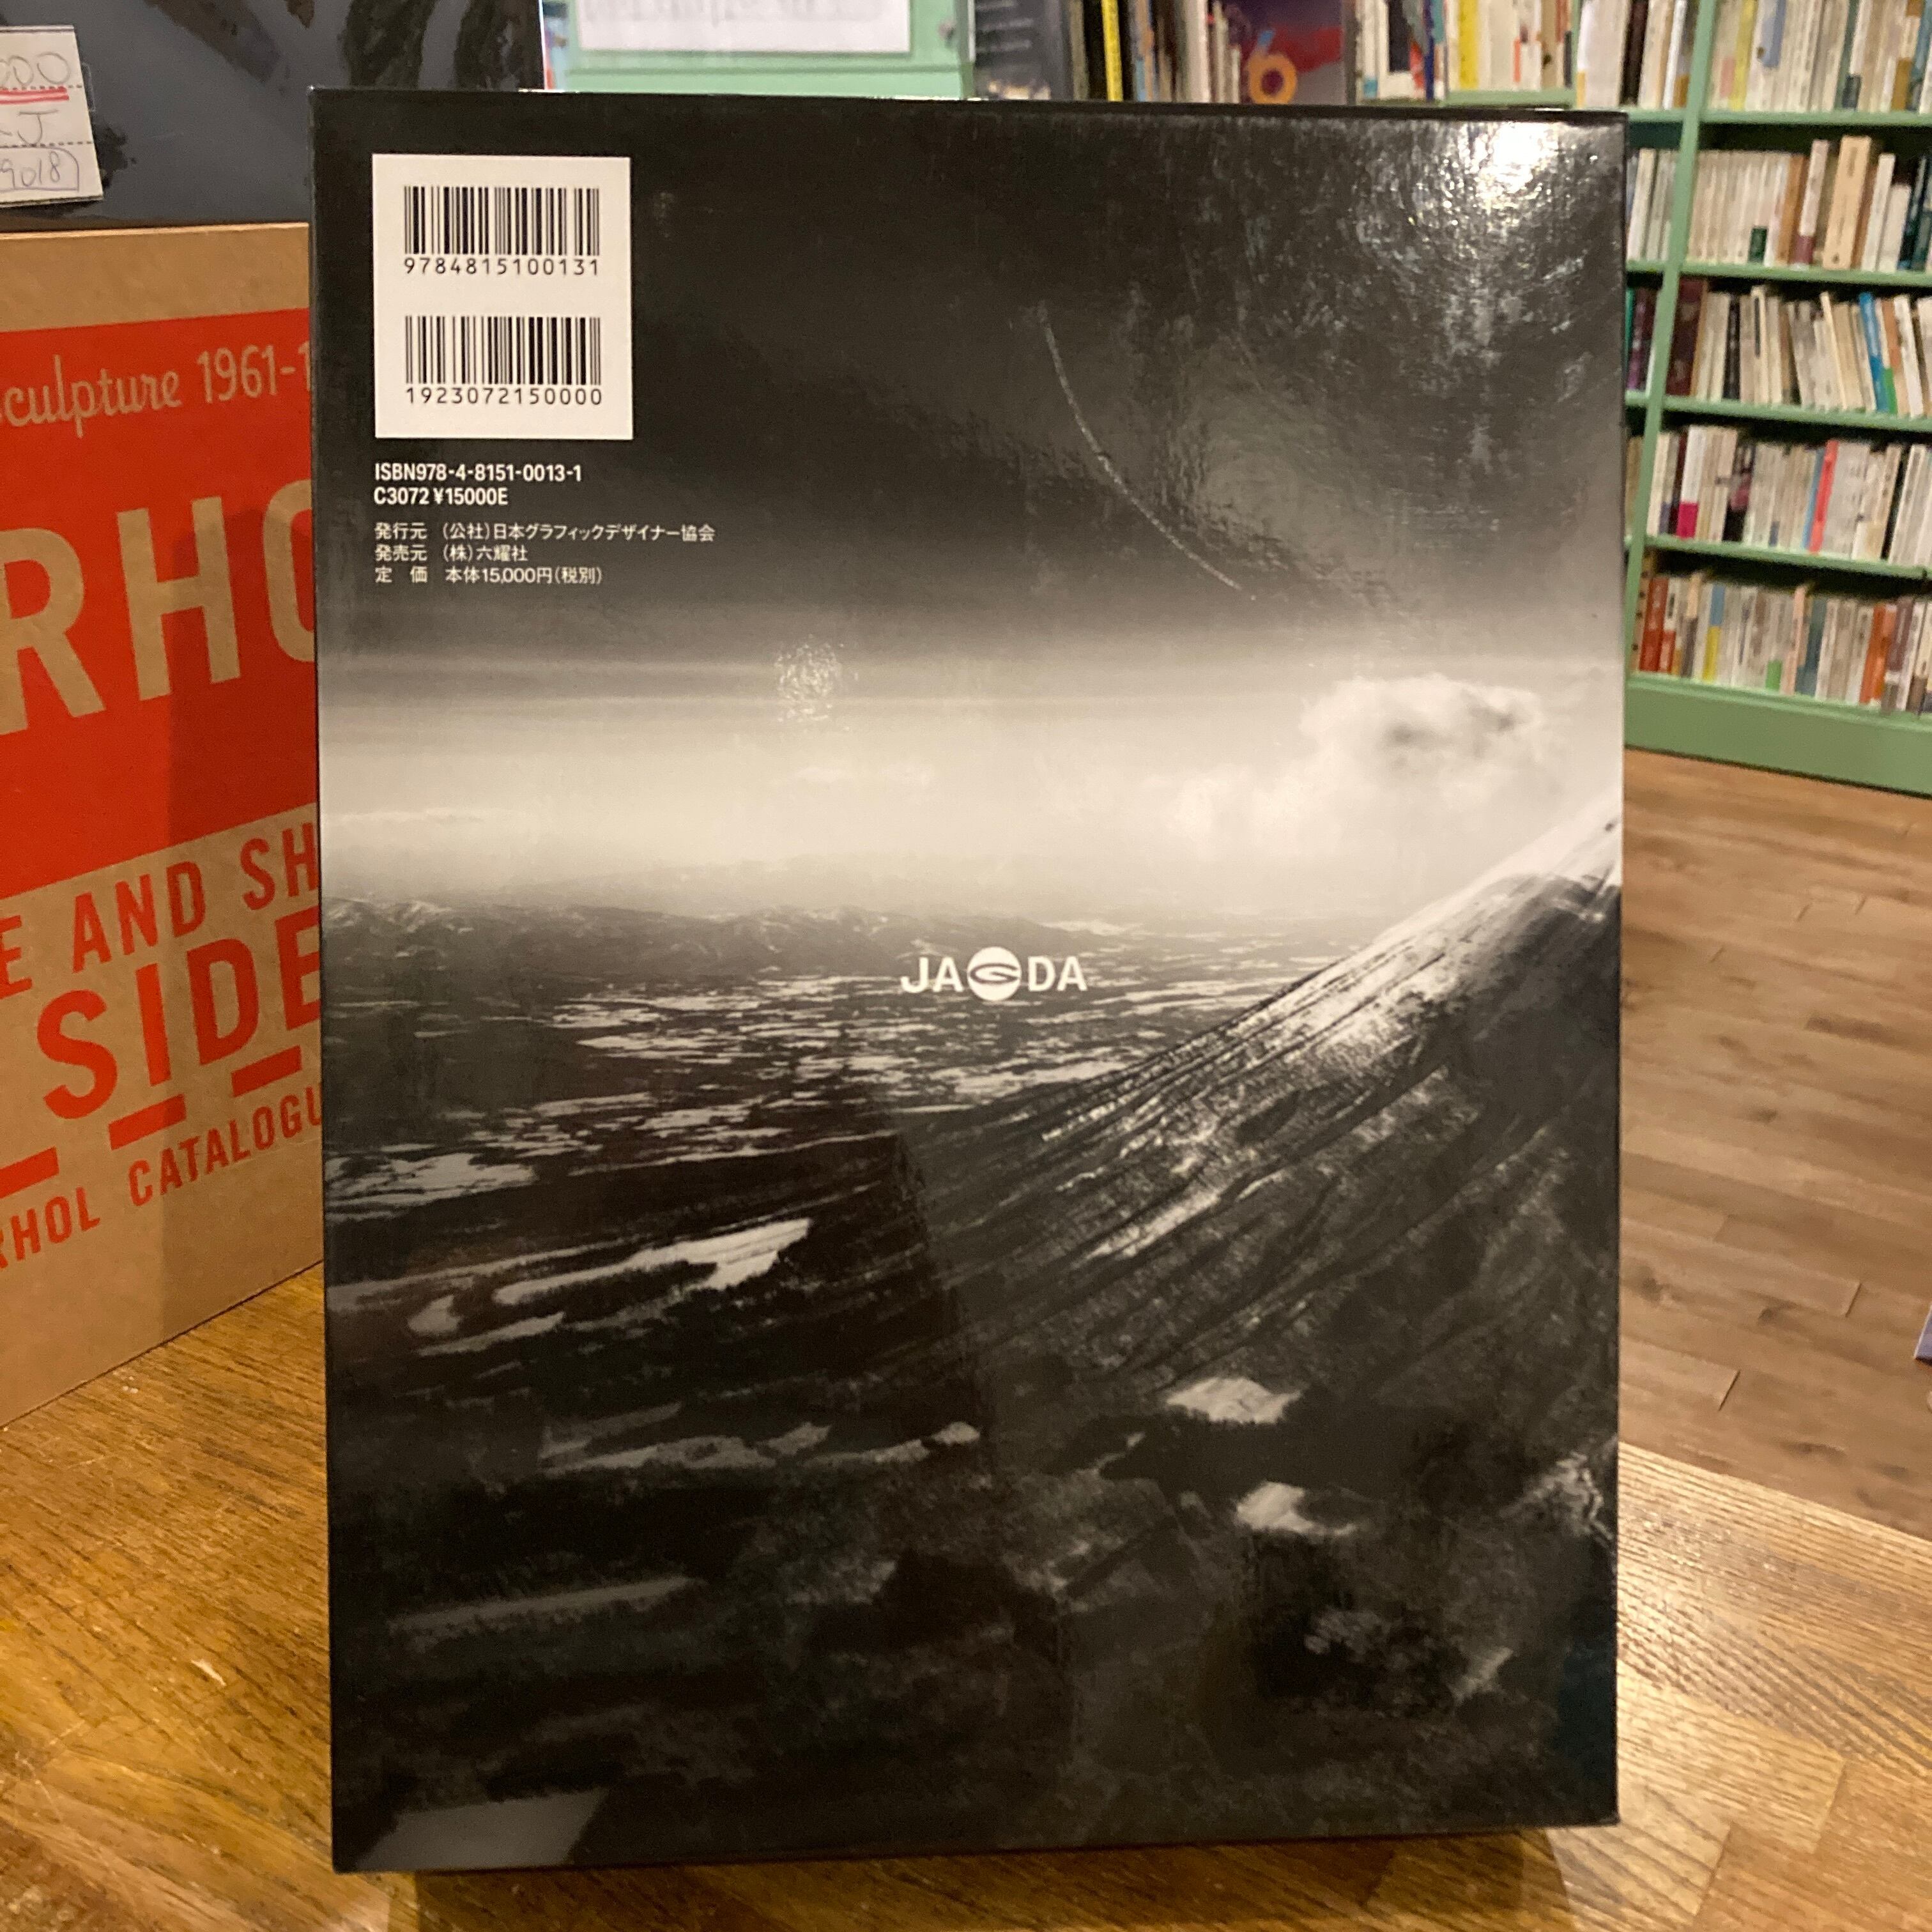 9784815100131
1923072150000
ISBN978-4-8151-0013-1
C3072 ¥15000E
発行元 (公社)日本グラフィックデザイナー協会
発売元 (株)六耀社
定 価 本体15,000円(税別)
JAGDA
culpture 1961-1
RHO
E AND SH
SIDE
RHOL CATALOGU
9018